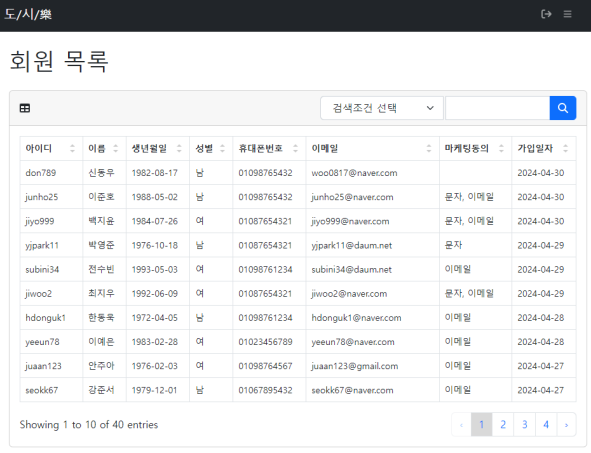 도/시/樂
회원 목록
검색조건 선택
아이디 이름 생년월일 성별 휴대폰번호 이메일 마케팅동의 가입일자
don789 신동우 1982-08-17 남 01098765432 woo0817@naver.com 2024-04-30
junho25 이준호 1988-05-02 남 01098765432 junho25@naver.com 문자, 이메일 2024-04-30
jiyo999 백지윤 1984-07-26 여 01087654321 jiyo999@naver.com 문자, 이메일 2024-04-30
yjpark11 박영준 1976-10-18 남 01087654321 yjpark11@daum.net 문자 2024-04-29
subini34 전수빈 1993-05-03 여 01098761234 subini34@daum.net 이메일 2024-04-29
jiwoo2 최지우 1992-06-09 여 01087654321 jiwoo2@naver.com 문자, 이메일 2024-04-29
hdonguk1 한동욱 1972-04-05 남 01098761234 hdonguk1@naver.com 이메일 2024-04-28
yeeun78 이예은 1983-02-28 여 01023456789 yeeun78@naver.com 이메일 2024-04-28
juaan123 안주아 1976-02-03 여 01098764567 juaan123@gmail.com 이메일 2024-04-27
seokk67 강준서 1979-12-01 남 01067895432 seokk67@naver.com 이메일 2024-04-27
Showing 1 to 10 of 40 entries ‹ 1 2 3 4 ›